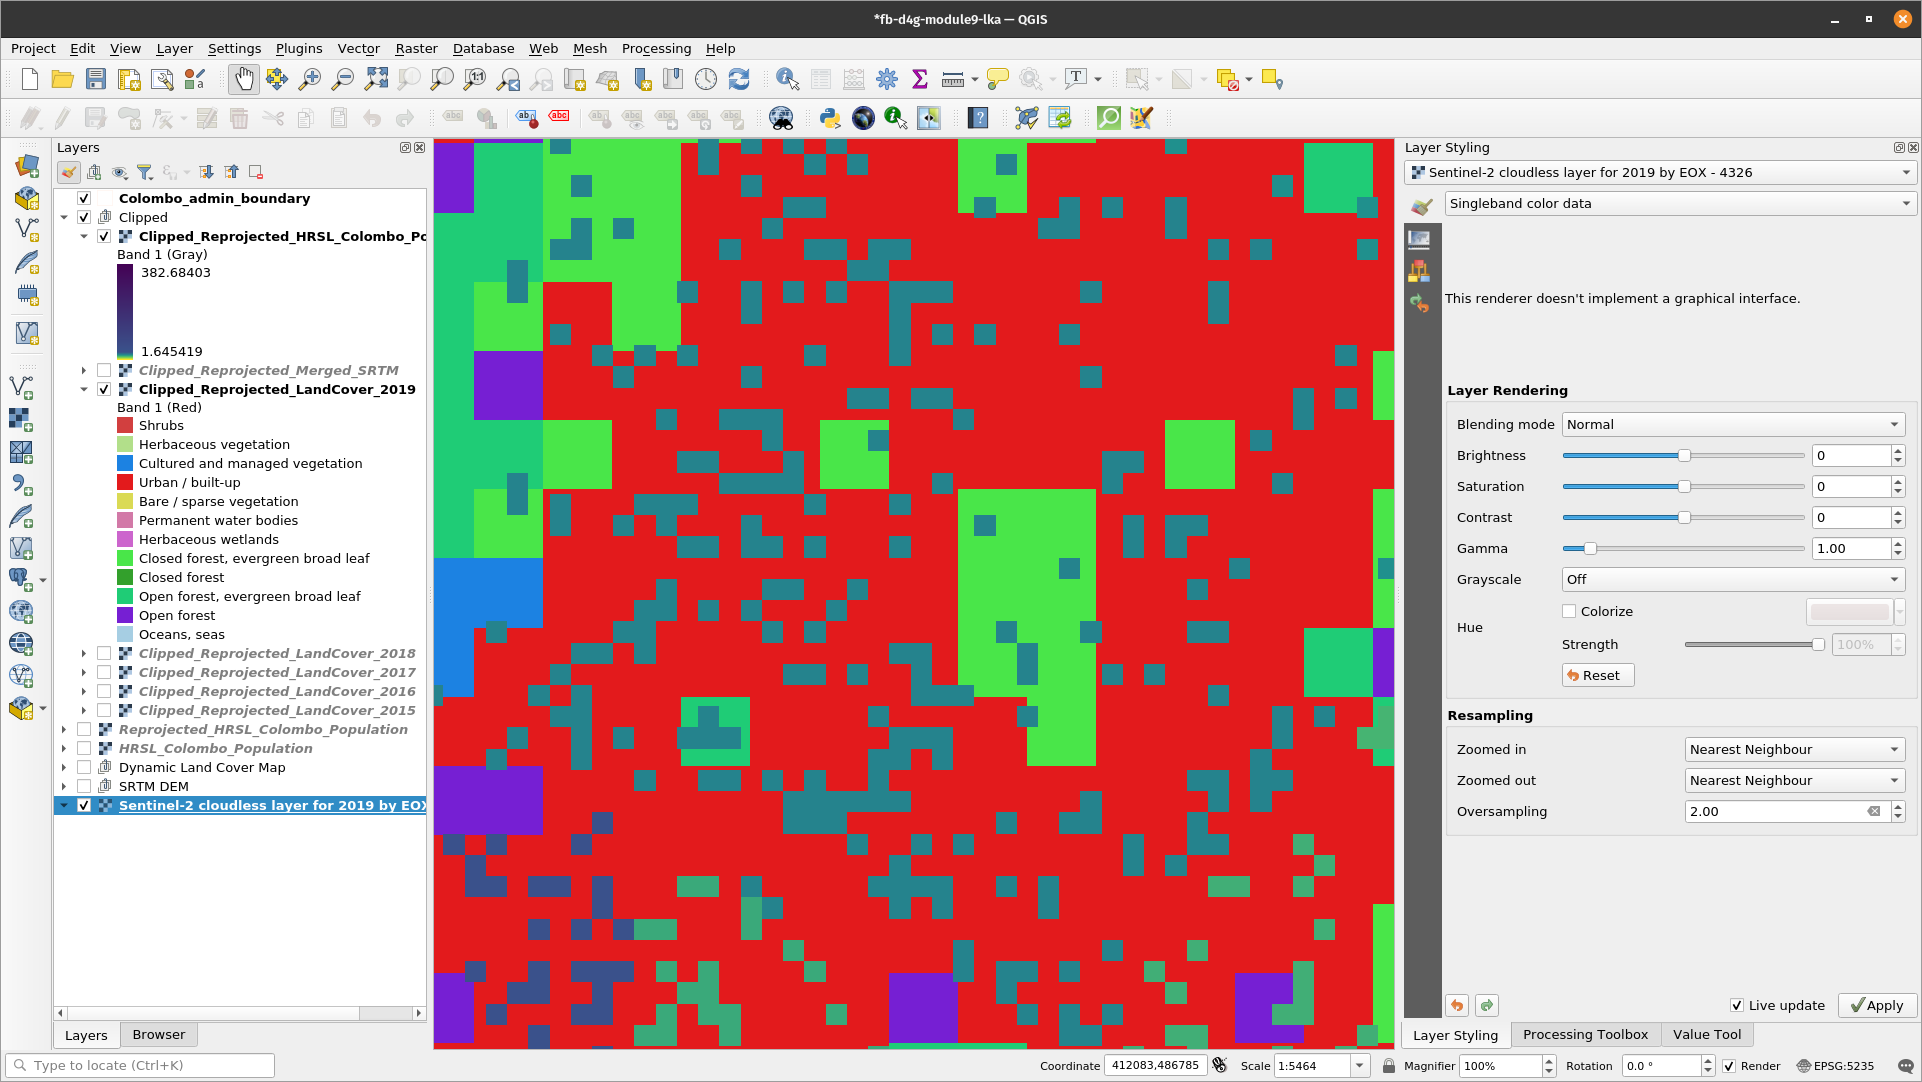 *fb-d4g-module9-lka — QGIS
Project Edit View Layer Settings Plugins Vector Raster Database Web Mesh Processing Help
Layers
Colombo_admin_boundary
Clipped
Clipped_Reprojected_HRSL_Colombo_Po
Band 1 (Gray)
382.68403
1.645419
Clipped_Reprojected_Merged_SRTM
Clipped_Reprojected_LandCover_2019
Band 1 (Red)
Shrubs
Herbaceous vegetation
Cultured and managed vegetation
Urban / built-up
Bare / sparse vegetation
Permanent water bodies
Herbaceous wetlands
Closed forest, evergreen broad leaf
Closed forest
Open forest, evergreen broad leaf
Open forest
Oceans, seas
Clipped_Reprojected_LandCover_2018
Clipped_Reprojected_LandCover_2017
Clipped_Reprojected_LandCover_2016
Clipped_Reprojected_LandCover_2015
Reprojected_HRSL_Colombo_Population
HRSL_Colombo_Population
Dynamic Land Cover Map
SRTM DEM
Sentinel-2 cloudless layer for 2019 by EOX
Layers Browser
Layer Styling
Sentinel-2 cloudless layer for 2019 by EOX - 4326
Singleband color data
This renderer doesn't implement a graphical interface.
Layer Rendering
Blending mode Normal
Brightness 0
Saturation 0
Contrast 0
Gamma 1.00
Grayscale Off
Hue Colorize
Strength 100%
Reset
Resampling
Zoomed in Nearest Neighbour
Zoomed out Nearest Neighbour
Oversampling 2.00
Live update Apply
Layer Styling Processing Toolbox Value Tool
Type to locate (Ctrl+K) Coordinate 412083,486785 Scale 1:5464 Magnifier 100% Rotation 0.0 ° Render EPSG:5235